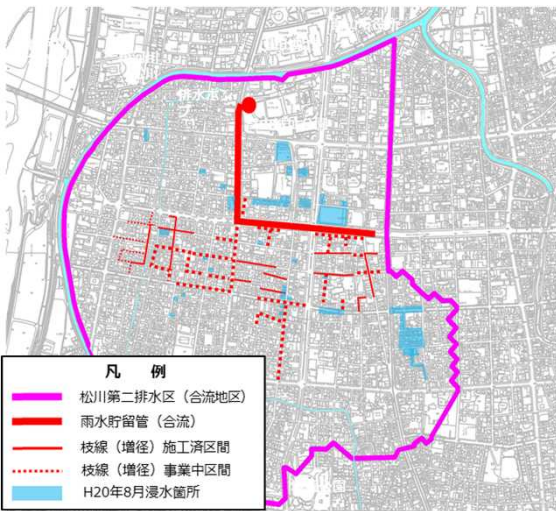 凡　例
松川第二排水区（合流地区）
雨水貯留管（合流）
枝線（増径）施工済区間
枝線（増径）事業中区間
H20年8月浸水箇所